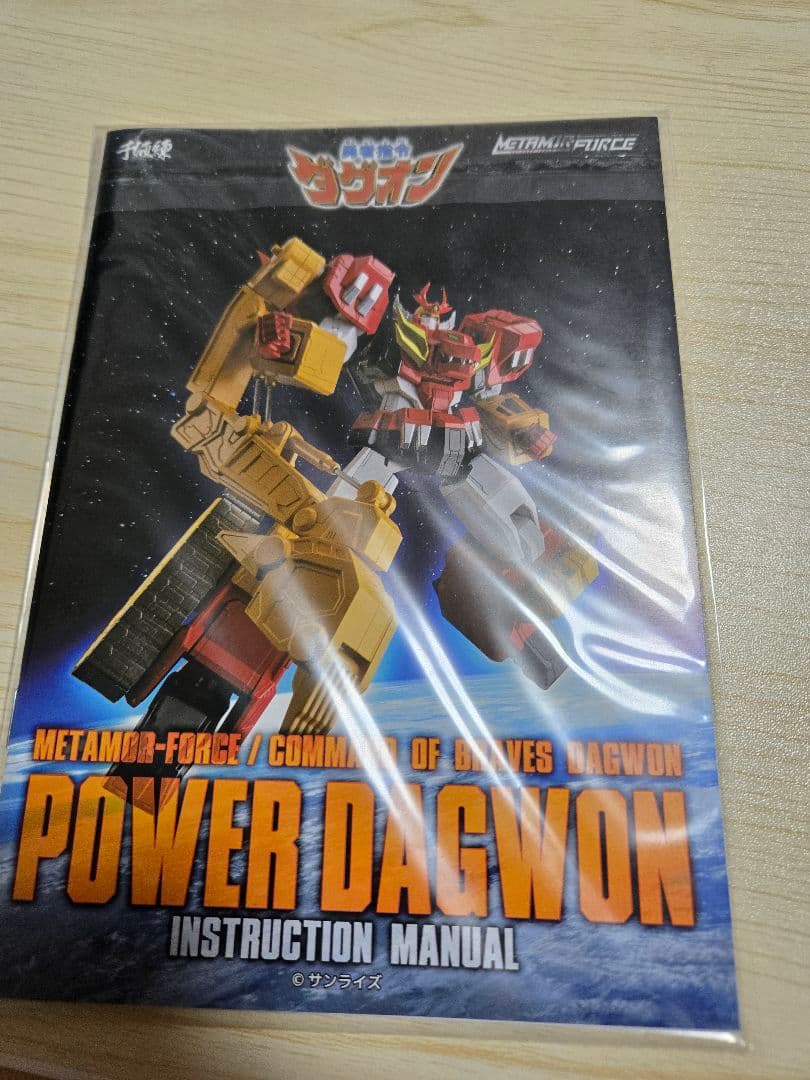 千値練
METAMOR-FORCE
勇者指令
ダグオン
METAMOR-FORCE / COMMAND OF BRAVES DAGWON
POWER DAGWON
INSTRUCTION MANUAL
© サンライズ